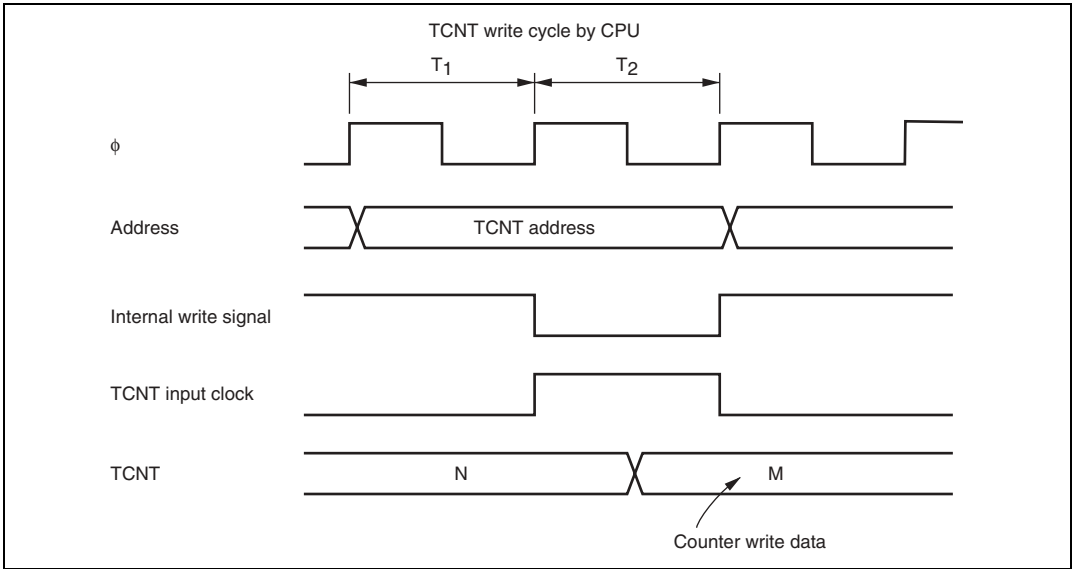 TCNT write cycle by CPU
T1 T2
φ
Address TCNT address
Internal write signal
TCNT input clock
TCNT N M
Counter write data